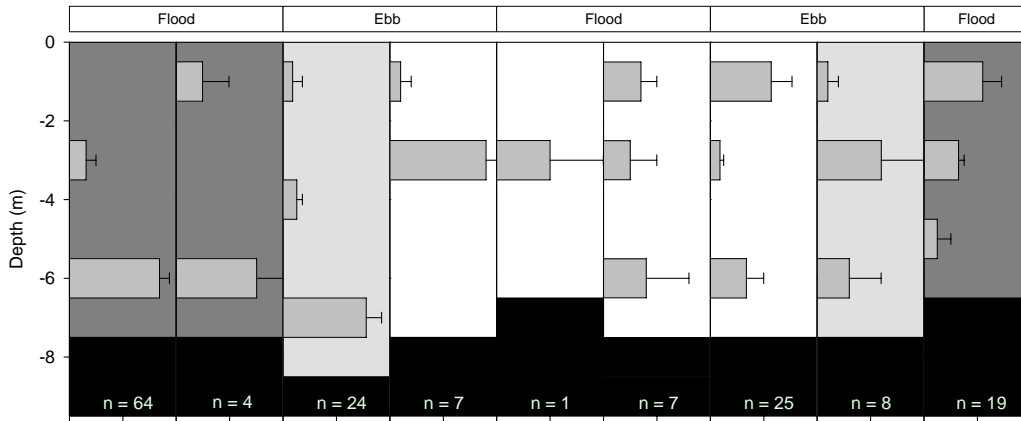 Flood Ebb Flood Ebb Flood
0
-2
-4
-6
-8
Depth (m)
n = 64 n = 4 n = 24 n = 7 n = 1 n = 7 n = 25 n = 8 n = 19